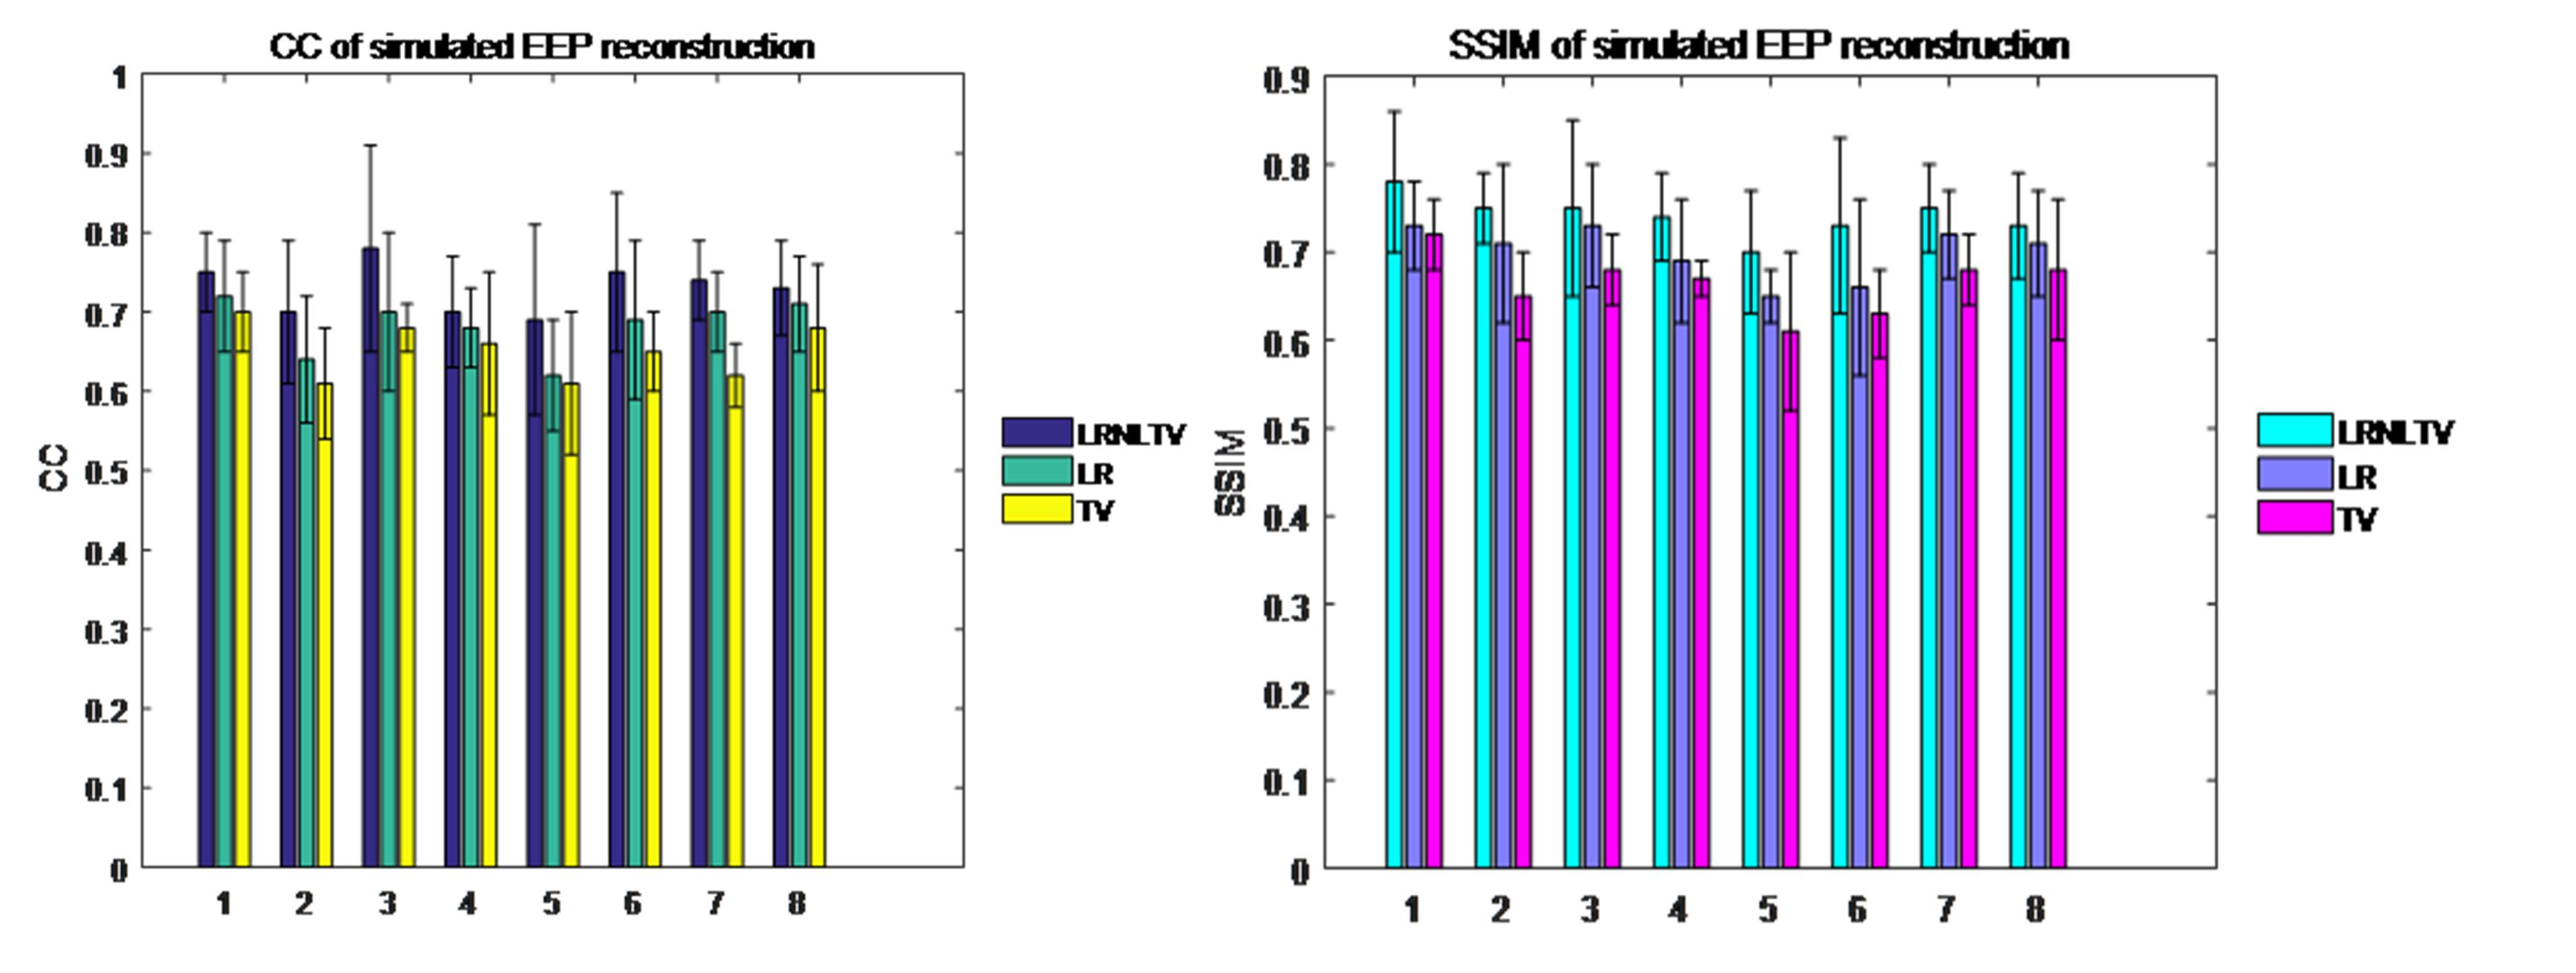 CC of simulated EEP reconstruction
1
0.9
0.8
0.7
0.6
0.5
0.4
0.3
0.2
0.1
0
CC
1 2 3 4 5 6 7 8
LRNLTV
LR
TV
SSIM of simulated EEP reconstruction
0.9
0.8
0.7
0.6
0.5
0.4
0.3
0.2
0.1
0
SSIM
1 2 3 4 5 6 7 8
LRNLTV
LR
TV